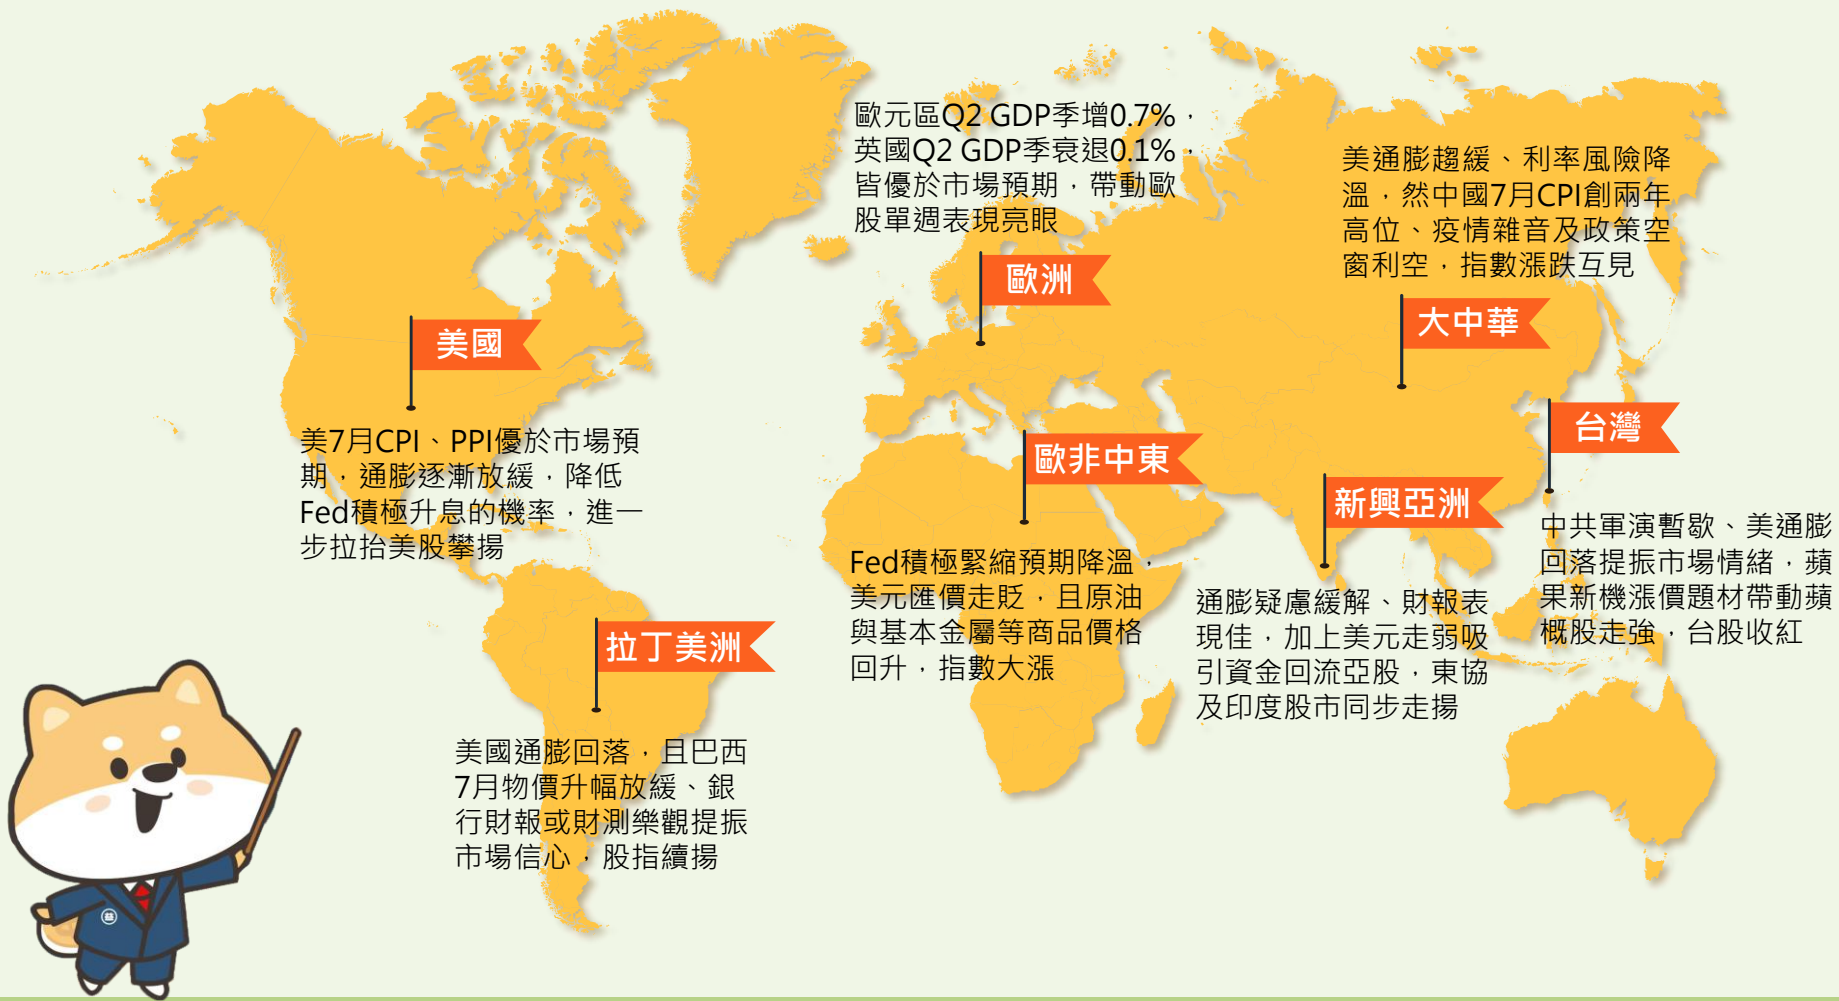 歐元區Q2 GDP季增0.7%，
英國Q2 GDP季衰退0.1%，
皆優於市場預期，帶動歐
股單週表現亮眼
歐洲
美通膨趨緩、利率風險降
溫，然中國7月CPI創兩年
高位、疫情雜音及政策空
窗利空，指數漲跌互見
大中華
美國
美7月CPI、PPI優於市場預
期，通膨逐漸放緩，降低
Fed積極升息的機率，進一
步拉抬美股攀揚
歐非中東
Fed積極緊縮預期降溫，
美元匯價走貶，且原油
與基本金屬等商品價格
回升，指數大漲
新興亞洲
通膨疑慮緩解、財報表
現佳，加上美元走弱吸
引資金回流亞股，東協
及印度股市同步走揚
台灣
中共軍演暫歇、美通膨
回落提振市場情緒，蘋
果新機漲價題材帶動蘋
概股走強，台股收紅
拉丁美洲
美國通膨回落，且巴西
7月物價升幅放緩、銀
行財報或財測樂觀提振
市場信心，股指續揚